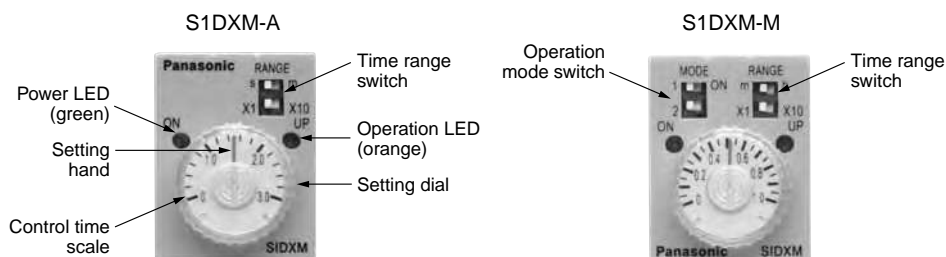 S1DXM-A
Panasonic
RANGE
s m
X1 X10
ON UP
1.0 2.0
0 3.0
SIDXM
Power LED
(green)
Setting
hand
Control time
scale
Time range
switch
Operation LED
(orange)
Setting dial
S1DXM-M
Operation
mode switch
Time range
switch
MODE RANGE
1 ON m
2 X1 X10
ON UP
0.4 0.6
0.2 0.8
0 1.0
Panasonic SIDXM